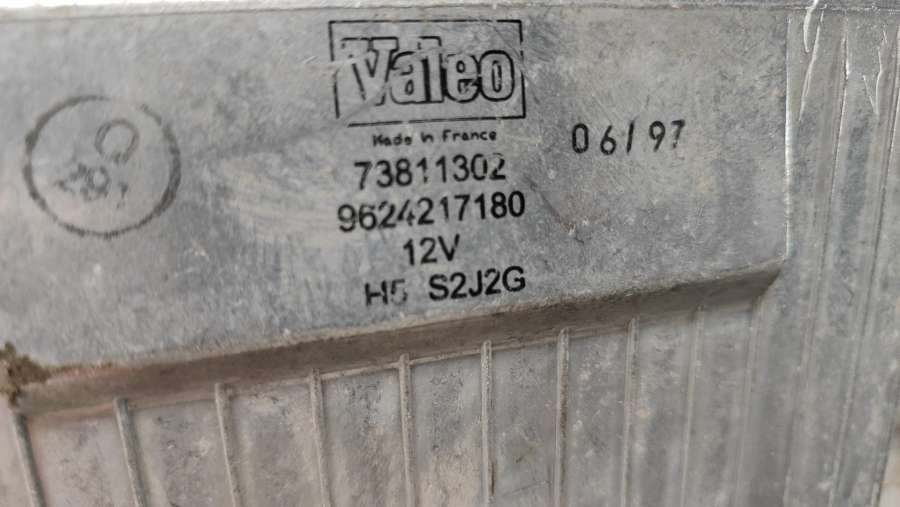 Valeo
Made in France
06/97
73811302
9624217180
12V
H5 S2J2G